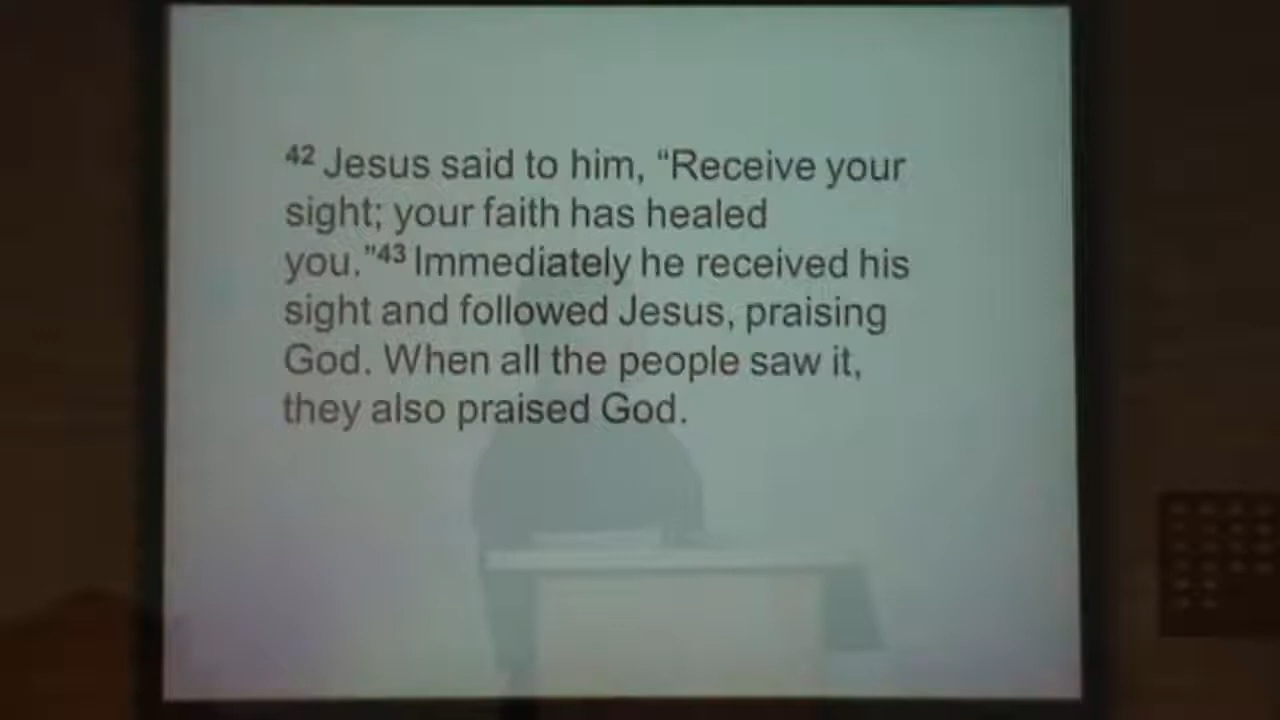 42 Jesus said to him, “Receive your
sight; your faith has healed
you.”43 Immediately he received his
sight and followed Jesus, praising
God. When all the people saw it,
they also praised God.